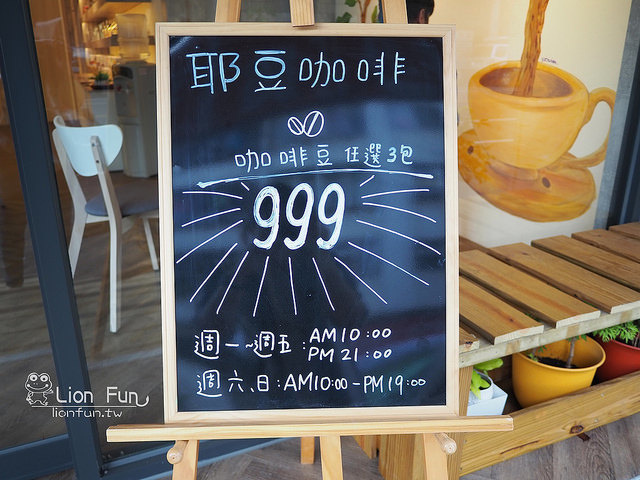 耶豆咖啡
咖啡豆任選3包
999
週一~週五:AM10:00
PM21:00
週六、日:AM10:00-PM19:00
Lion Fun
lionfun.tw